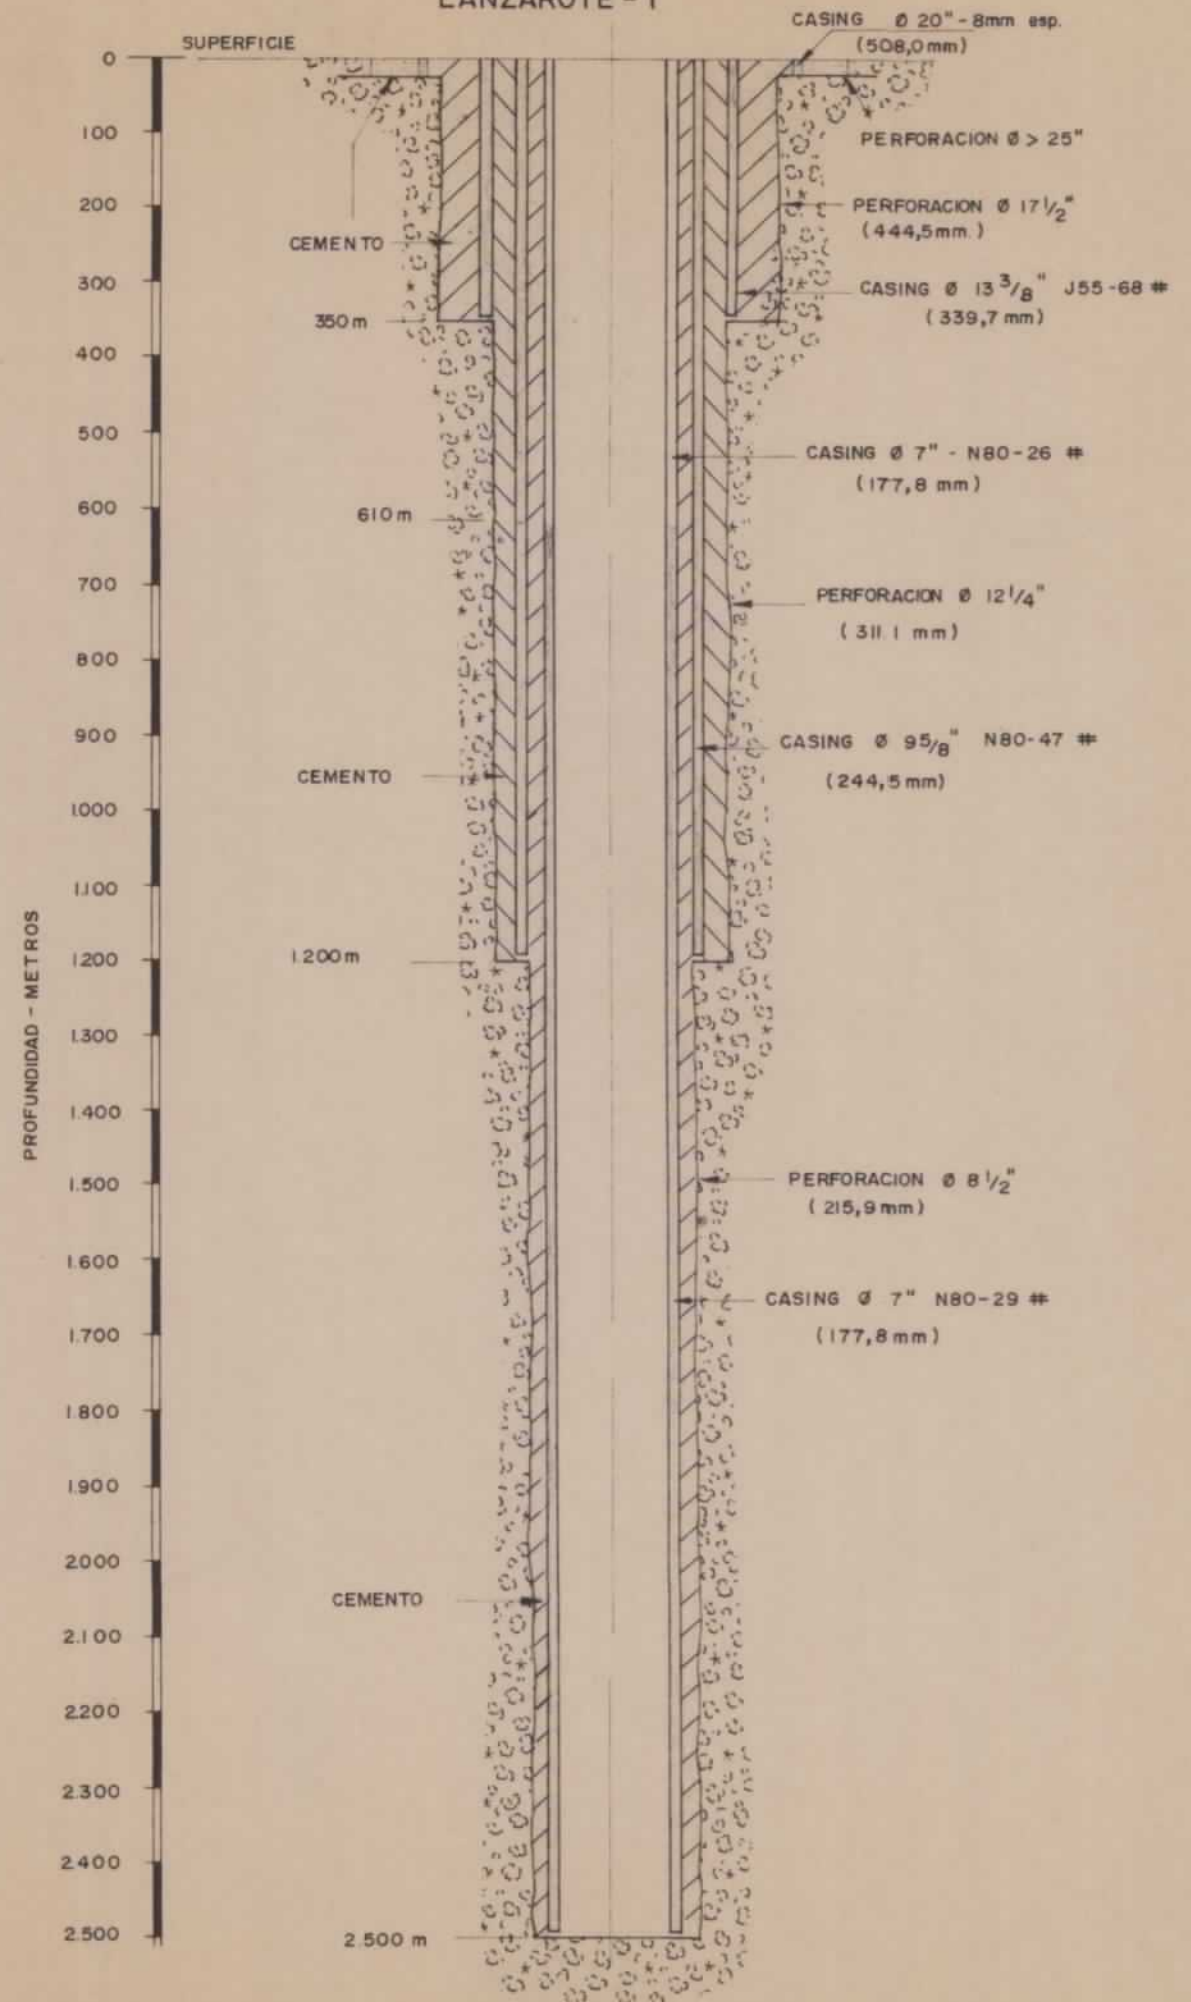 LANZAROTE - 1
CASING Ø 20" - 8mm esp.
(508,0mm)
SUPERFICIE
0
100
PERFORACION Ø > 25"
200
PERFORACION Ø 17 1/2"
(444,5mm.)
CEMENTO
300
CASING Ø 13 3/8" J55-68 #
(339,7 mm)
350 m
400
500
CASING Ø 7" - N80-26 #
(177,8 mm)
600
610 m
700
PERFORACION Ø 12 1/4"
(311.1 mm)
800
900
CASING Ø 9 5/8" N80-47 #
(244,5 mm)
CEMENTO
1.000
1.100
PROFUNDIDAD - METROS
1.200
1.200 m
1.300
1.400
1.500
PERFORACION Ø 8 1/2"
(215,9 mm)
1.600
CASING Ø 7" N80-29 #
(177,8 mm)
1.700
1.800
1.900
2.000
CEMENTO
2.100
2.200
2.300
2.400
2.500
2.500 m